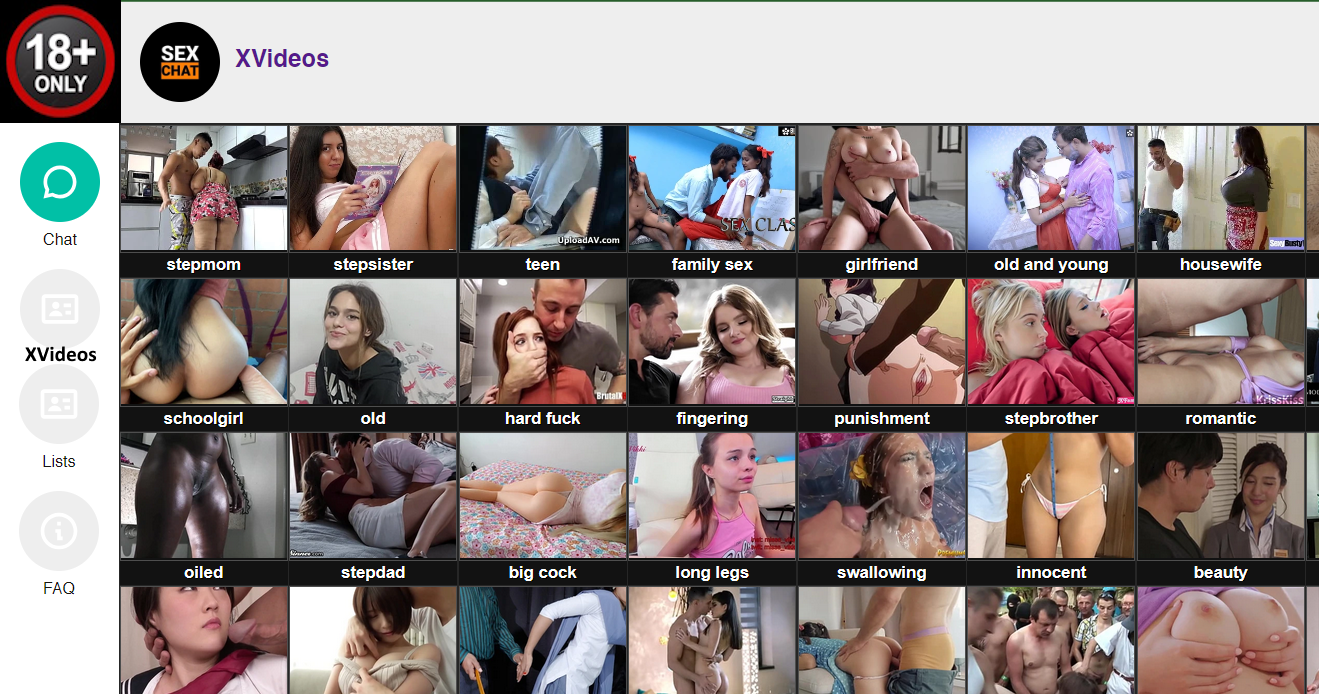 18+
ONLY
SEX
CHAT
XVideos
Chat
XVideos
Lists
FAQ
UploadAV.com
SEX CLAS
stepmom
stepsister
teen
family sex
girlfriend
old and young
housewife
BrutalX
KrissKiss
schoolgirl
old
hard fuck
fingering
punishment
stepbrother
romantic
oiled
stepdad
big cock
long legs
swallowing
innocent
beauty